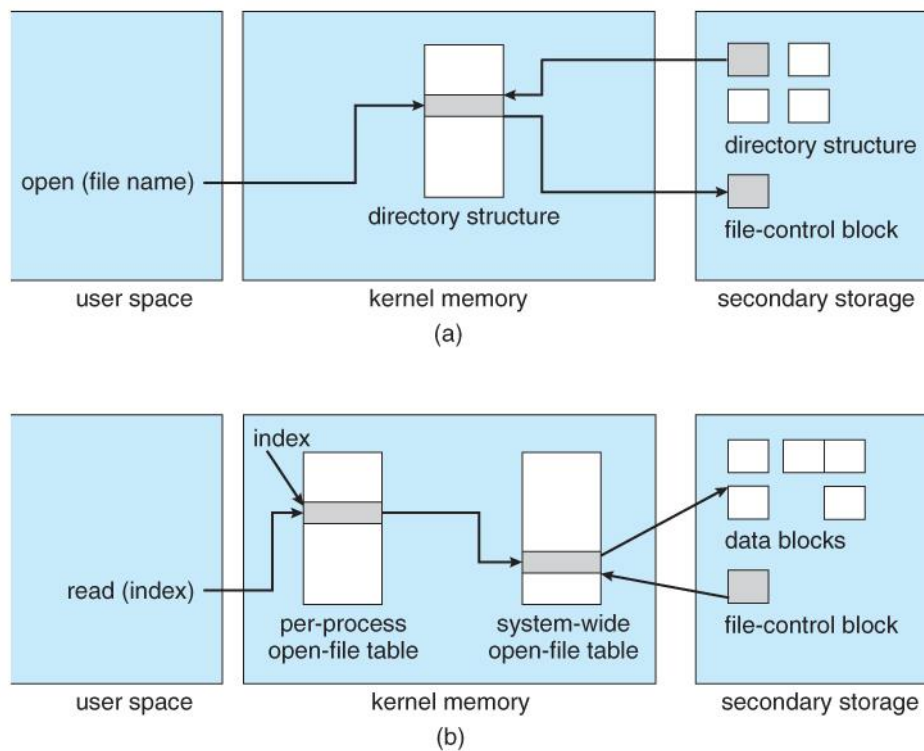 open (file name)
directory structure
directory structure
file-control block
user space
kernel memory
secondary storage
(a)
index
read (index)
per-process
open-file table
system-wide
open-file table
data blocks
file-control block
user space
kernel memory
secondary storage
(b)